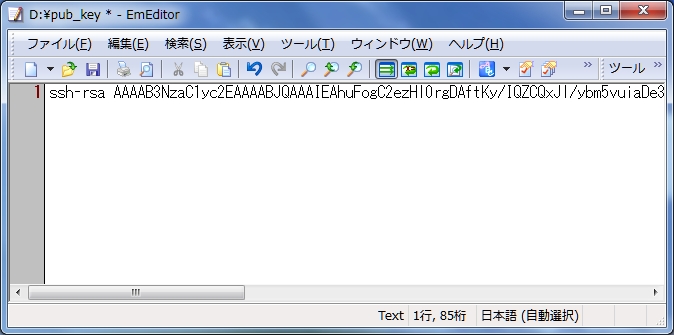 D:¥pub_key * - EmEditor
ファイル(F) 編集(E) 検索(S) 表示(V) ツール(T) ウィンドウ(W) ヘルプ(H)
» ツール »
1 ssh-rsa AAAAB3NzaC1yc2EAAAABJQAAAIEAhuFogC2ezHl0rgDAftKy/IQZCQxJl/ybm5vuiaDe3
Text 1行, 85桁 日本語 (自動選択)